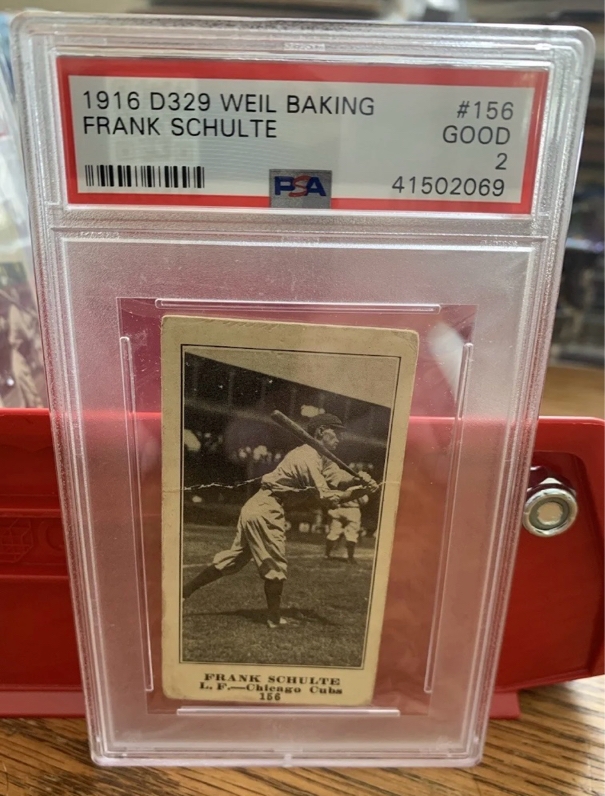 1916 D329 WEIL BAKING #156
FRANK SCHULTE GOOD
2
PSA 41502069
FRANK SCHULTE
L. F.—Chicago Cubs
156